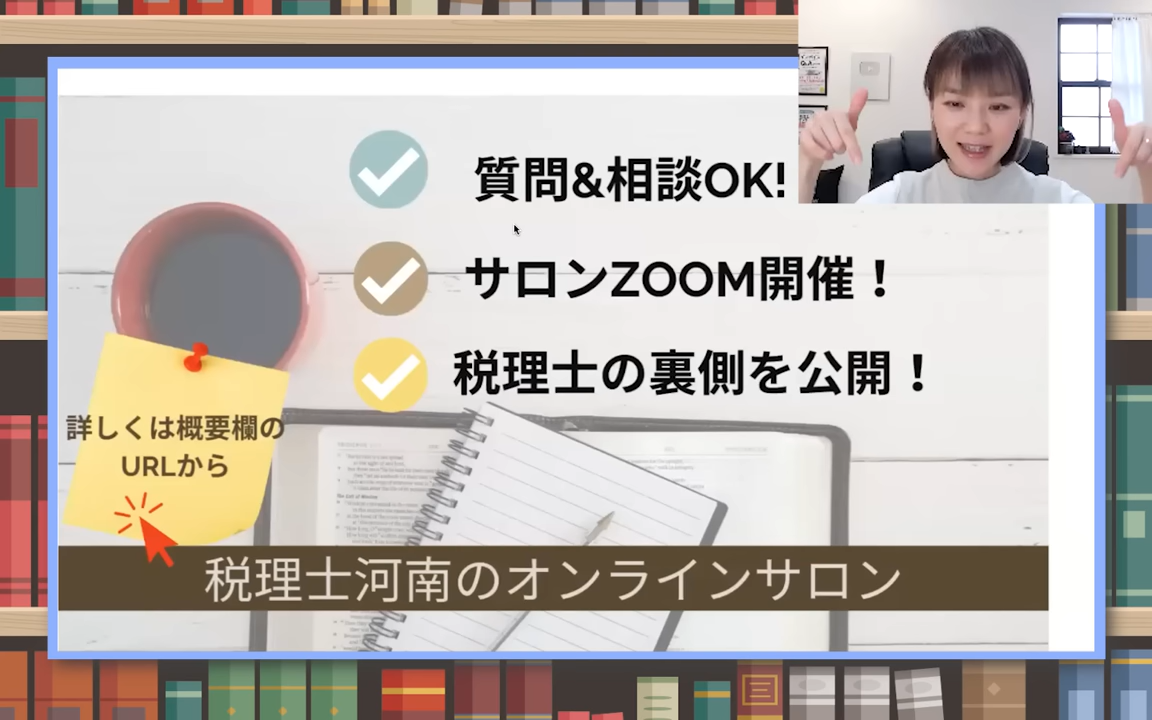 質問&相談OK!
サロンZOOM開催！
税理士の裏側を公開！
詳しくは概要欄の
URLから
税理士河南のオンラインサロン